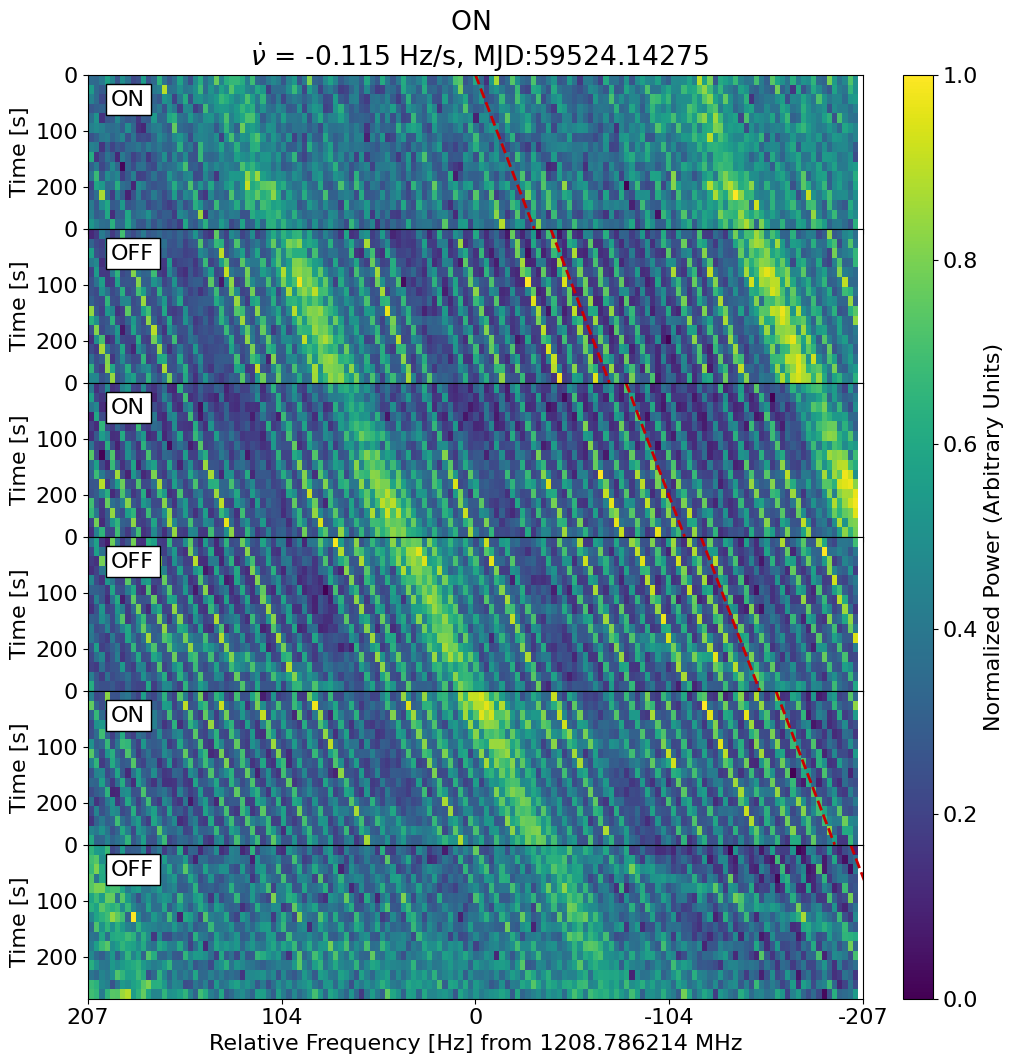 ON
ν̇ = -0.115 Hz/s, MJD:59524.14275
ON
OFF
ON
OFF
ON
OFF
0
100
200
0
100
200
0
100
200
0
100
200
0
100
200
0
100
200
Time [s]
Time [s]
Time [s]
Time [s]
Time [s]
Time [s]
207
104
0
-104
-207
Relative Frequency [Hz] from 1208.786214 MHz
1.0
0.8
0.6
0.4
0.2
0.0
Normalized Power (Arbitrary Units)